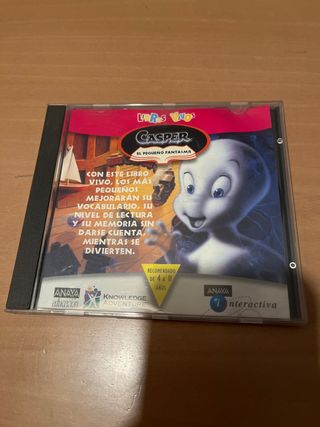 LIBROS VIVOS
CASPER
EL PEQUEÑO FANTASMA
CON ESTE LIBRO
VIVO, LOS MÁS
PEQUEÑOS
MEJORARÁN SU
VOCABULARIO, SU
NIVEL DE LECTURA
Y SU MEMORIA SIN
DARSE CUENTA,
MIENTRAS SE
DIVIERTEN.
RECOMENDADO
DE 4 A 8
AÑOS
ANAYA
KNOWLEDGE
ADVENTURE
ANAYA
interactiva